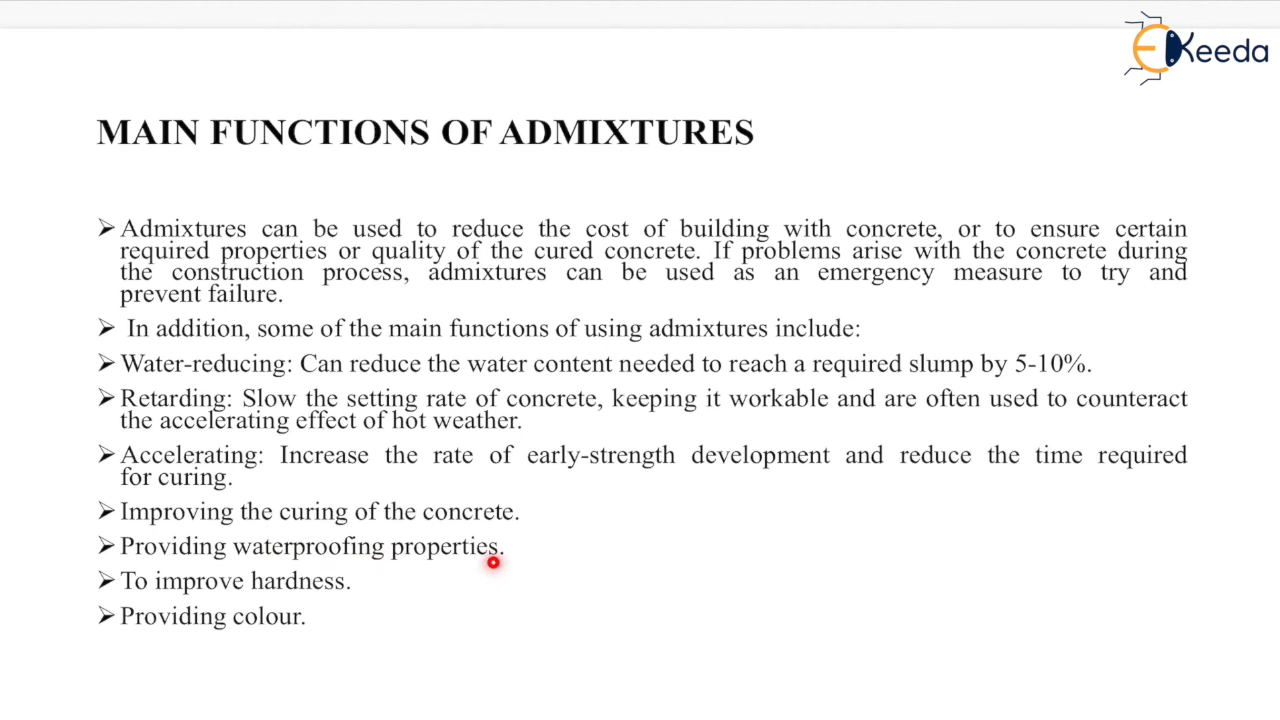 EKeeda
MAIN FUNCTIONS OF ADMIXTURES
➢ Admixtures can be used to reduce the cost of building with concrete, or to ensure certain
required properties or quality of the cured concrete. If problems arise with the concrete during
the construction process, admixtures can be used as an emergency measure to try and
prevent failure.
➢ In addition, some of the main functions of using admixtures include:
➢ Water-reducing: Can reduce the water content needed to reach a required slump by 5-10%.
➢ Retarding: Slow the setting rate of concrete, keeping it workable and are often used to counteract
the accelerating effect of hot weather.
➢ Accelerating: Increase the rate of early-strength development and reduce the time required
for curing.
➢ Improving the curing of the concrete.
➢ Providing waterproofing properties.
➢ To improve hardness.
➢ Providing colour.